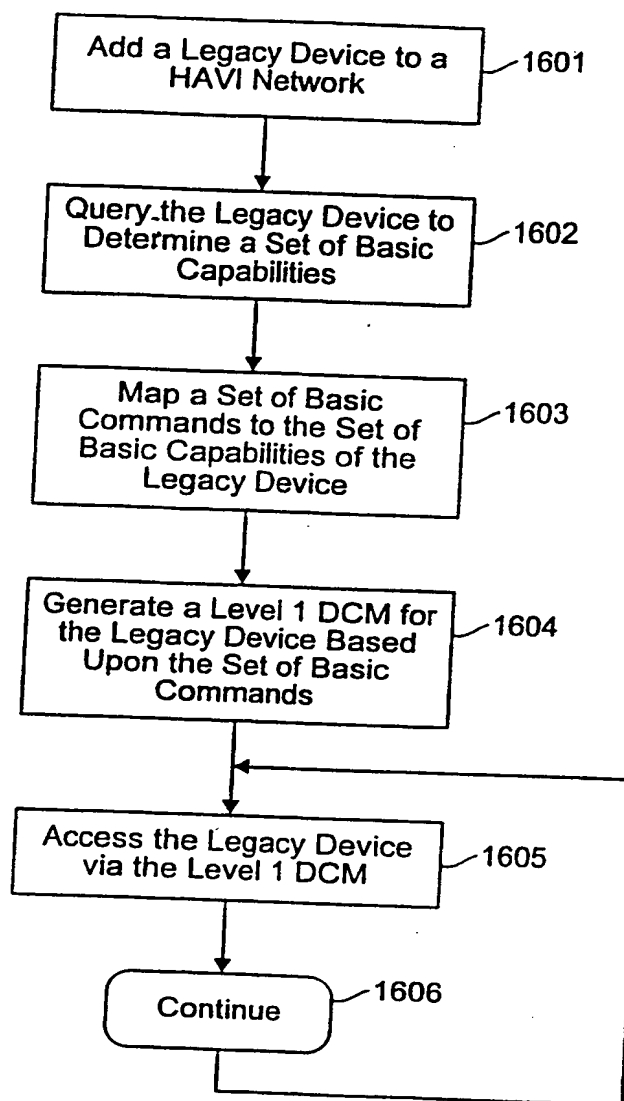 Add a Legacy Device to a
HAVI Network
1601
Query the Legacy Device to
Determine a Set of Basic
Capabilities
1602
Map a Set of Basic
Commands to the Set of
Basic Capabilities of the
Legacy Device
1603
Generate a Level 1 DCM for
the Legacy Device Based
Upon the Set of Basic
Commands
1604
Access the Legacy Device
via the Level 1 DCM
1605
Continue
1606